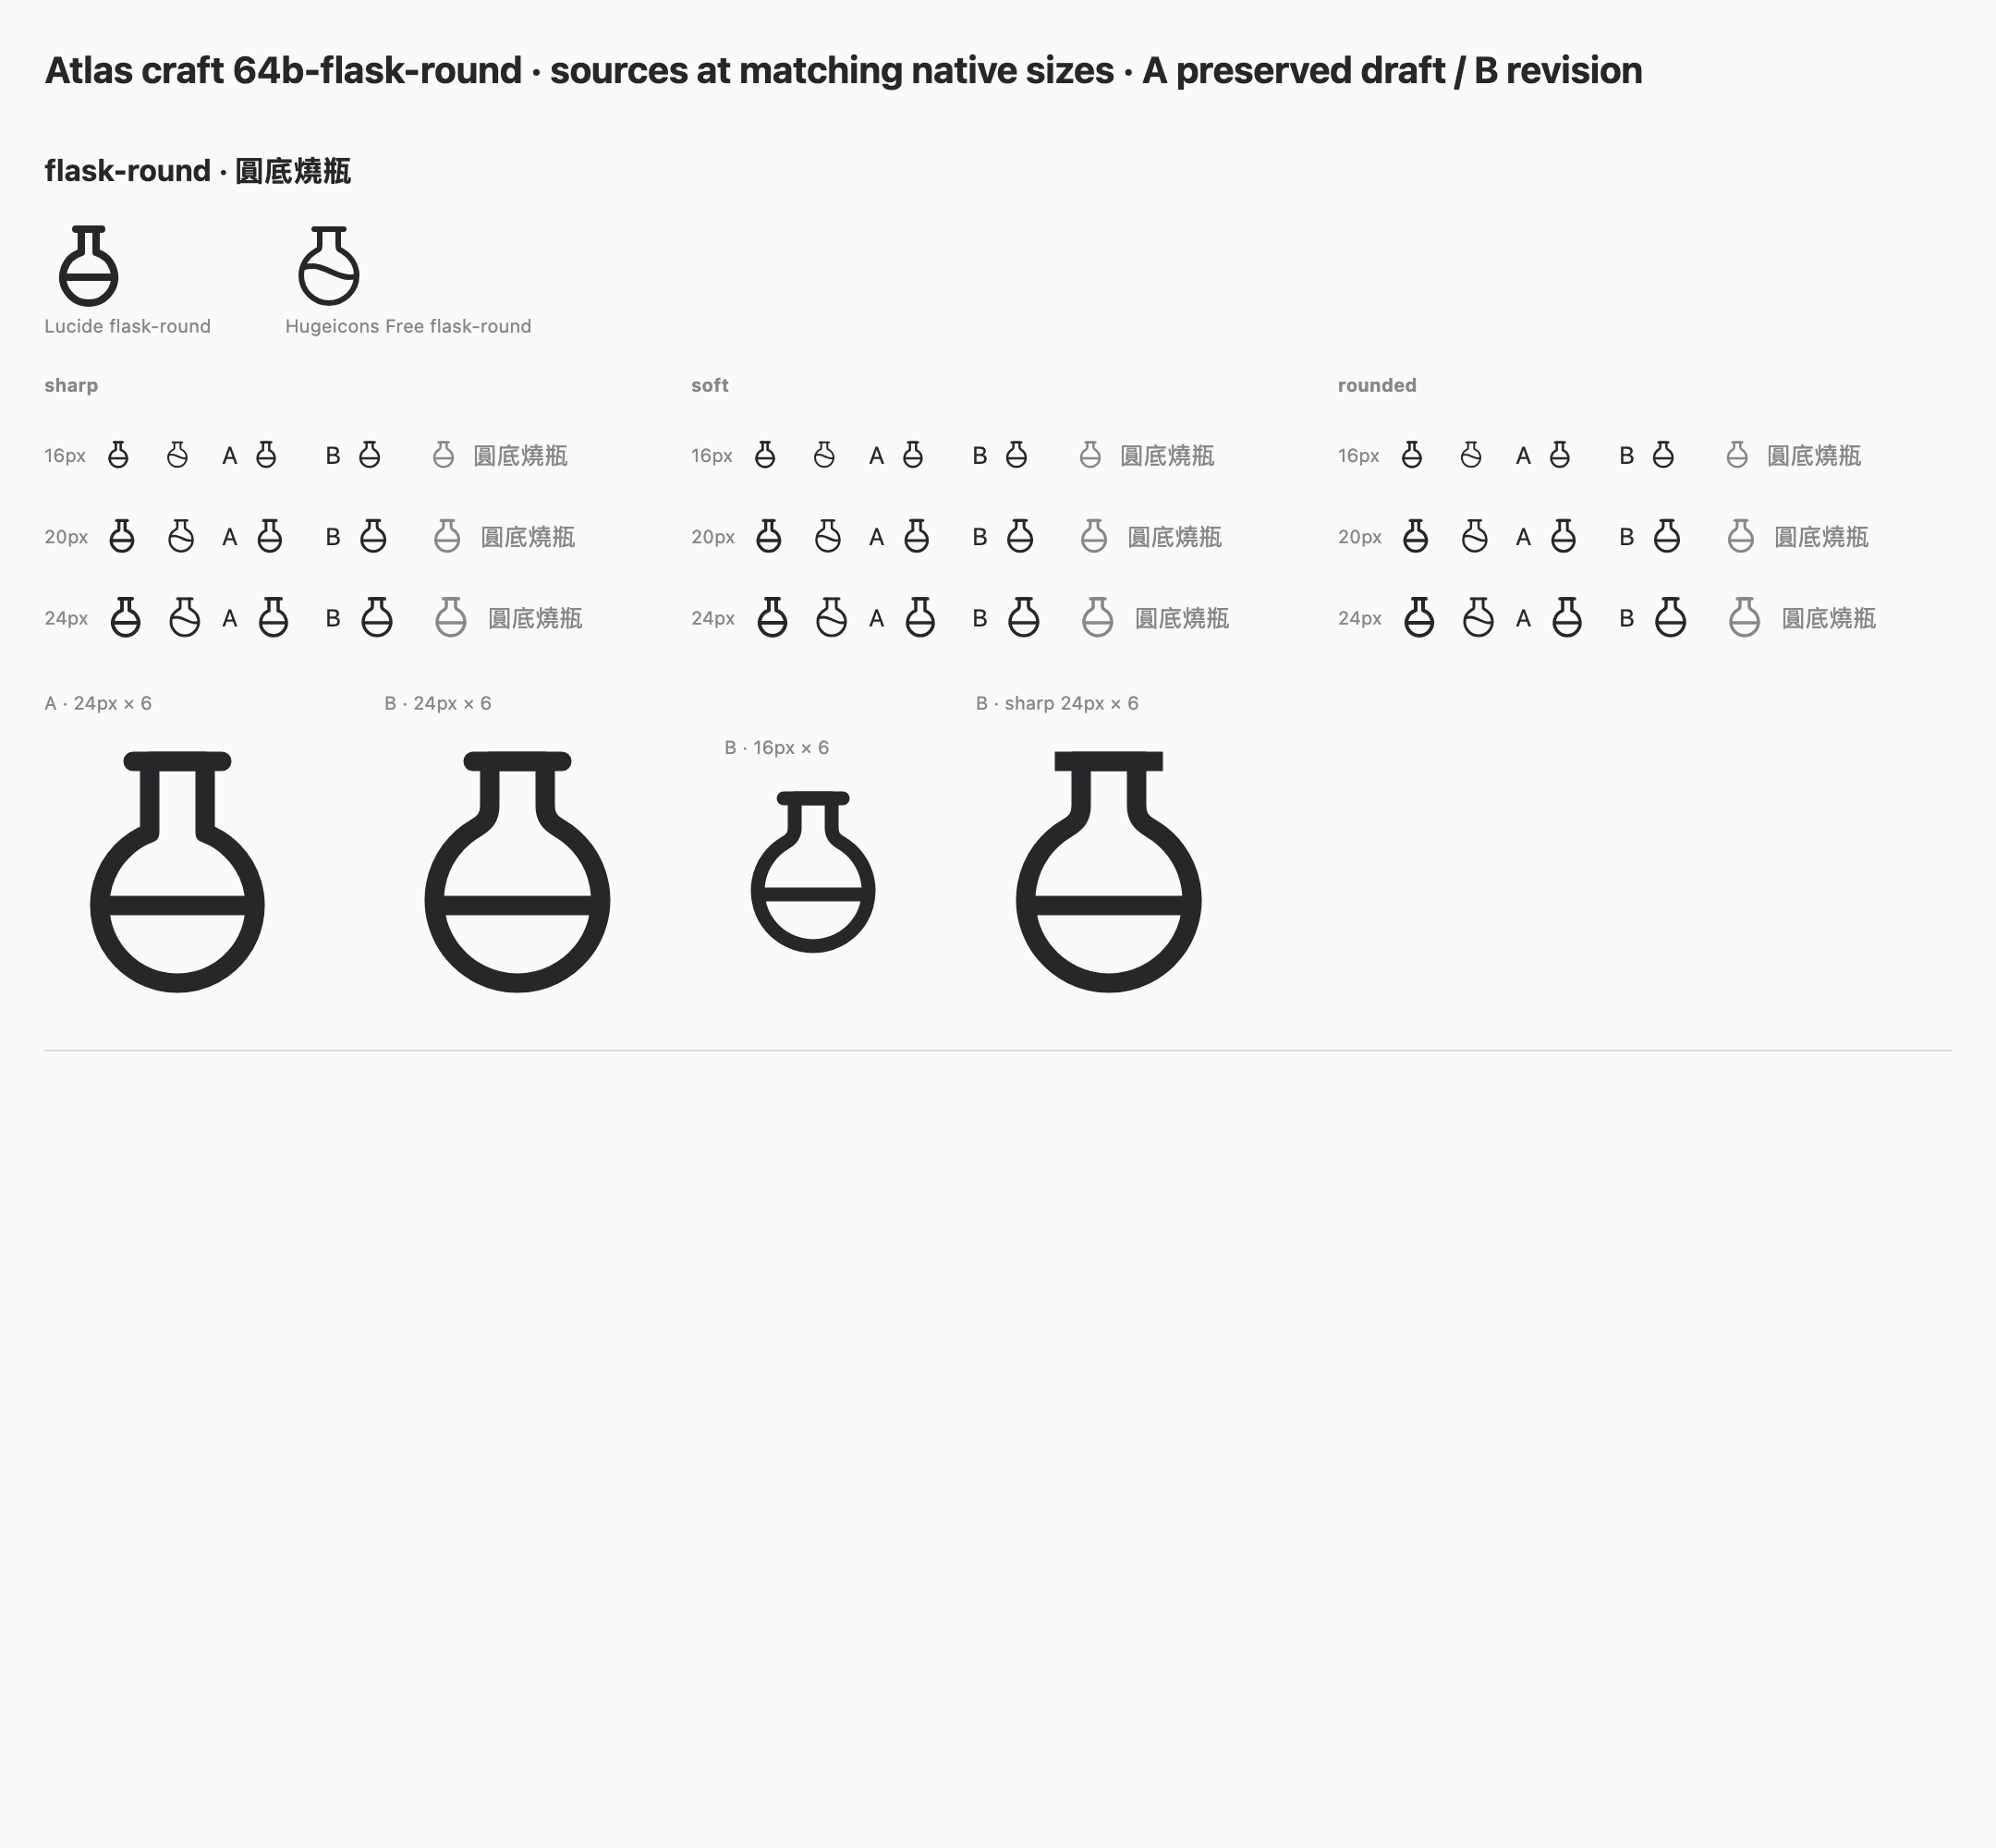 Atlas craft 64b-flask-round · sources at matching native sizes · A preserved draft / B revision
flask-round · 圓底燒瓶
Lucide flask-round
Hugeicons Free flask-round
sharp
16px A B 圓底燒瓶
20px A B 圓底燒瓶
24px A B 圓底燒瓶
soft
16px A B 圓底燒瓶
20px A B 圓底燒瓶
24px A B 圓底燒瓶
rounded
16px A B 圓底燒瓶
20px A B 圓底燒瓶
24px A B 圓底燒瓶
A · 24px × 6
B · 24px × 6
B · 16px × 6
B · sharp 24px × 6